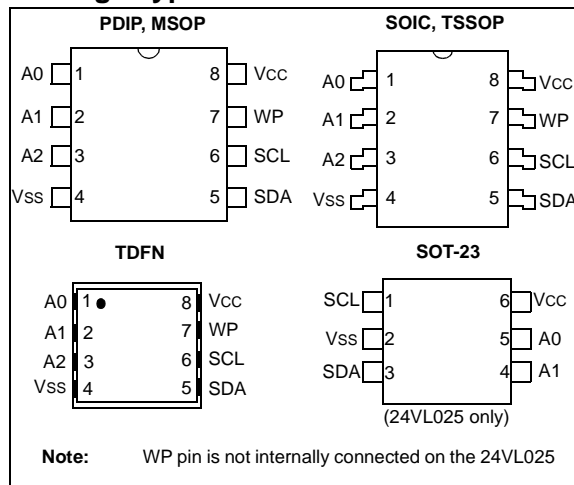 PDIP, MSOP
A0 1 8 VCC
A1 2 7 WP
A2 3 6 SCL
VSS 4 5 SDA
SOIC, TSSOP
A0 1 8 VCC
A1 2 7 WP
A2 3 6 SCL
VSS 4 5 SDA
TDFN
A0 1 8 VCC
A1 2 7 WP
A2 3 6 SCL
VSS 4 5 SDA
SOT-23
SCL 1 6 VCC
VSS 2 5 A0
SDA 3 4 A1
(24VL025 only)
Note: WP pin is not internally connected on the 24VL025